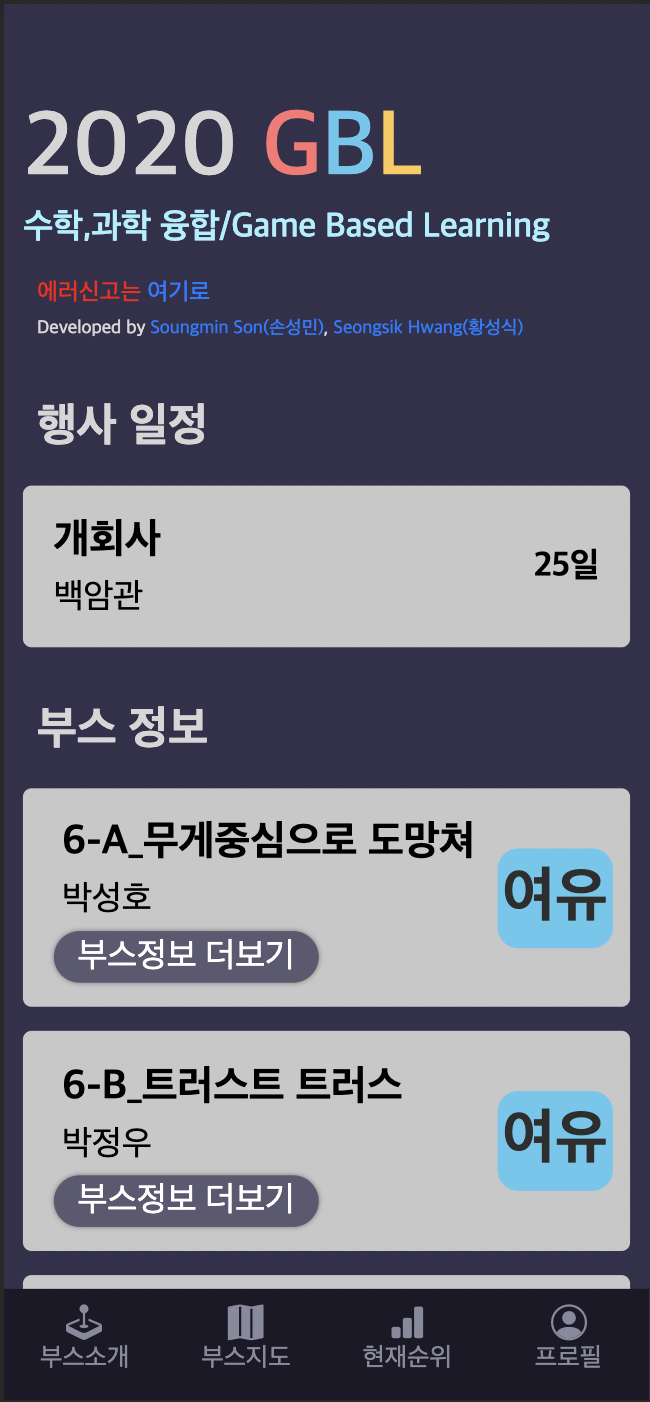 2020 GBL
수학,과학 융합/Game Based Learning
에러신고는 여기로
Developed by Soungmin Son(손성민), Seongsik Hwang(황성식)
행사 일정
개회사
백암관
25일
부스 정보
6-A_무게중심으로 도망쳐
박성호
부스정보 더보기
여유
6-B_트러스트 트러스
박정우
부스정보 더보기
여유
부스소개
부스지도
현재순위
프로필